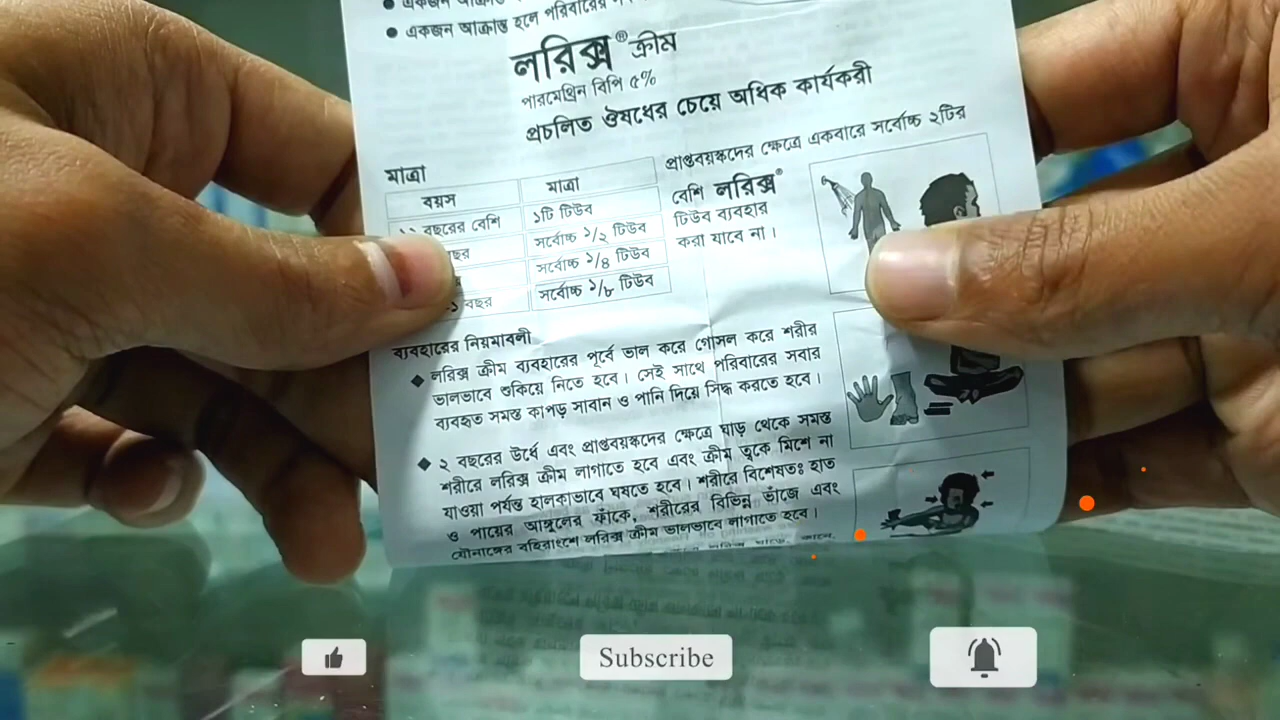 একজন আক্রান্ত হলে পরিবারের
লরিক্স® ক্রীম
পারমেথ্রিন বিপি ৫%
প্রচলিত ঔষধের চেয়ে অধিক কার্যকরী
মাত্রা
বয়স মাত্রা
বছরের বেশি ১টি টিউব
সর্বোচ্চ ১/২ টিউব
সর্বোচ্চ ১/৪ টিউব
বছর সর্বোচ্চ ১/৮ টিউব
প্রাপ্তবয়স্কদের ক্ষেত্রে একবারে সর্বোচ্চ ২টির
বেশি লরিক্স®
টিউব ব্যবহার
করা যাবে না।
ব্যবহারের নিয়মাবলী
◆ লরিক্স ক্রীম ব্যবহারের পূর্বে ভাল করে গোসল করে শরীর
ভালভাবে শুকিয়ে নিতে হবে। সেই সাথে পরিবারের সবার
ব্যবহৃত সমস্ত কাপড় সাবান ও পানি দিয়ে সিদ্ধ করতে হবে।
◆ ২ বছরের উর্ধে এবং প্রাপ্তবয়স্কদের ক্ষেত্রে ঘাড় থেকে সমস্ত
শরীরে লরিক্স ক্রীম লাগাতে হবে এবং ক্রীম ত্বকে মিশে না
যাওয়া পর্যন্ত হালকাভাবে ঘষতে হবে। শরীরে বিশেষতঃ হাত
ও পায়ের আঙ্গুলের ফাঁকে, শরীরের বিভিন্ন ভাঁজে এবং
যৌনাঙ্গের বহিরাংশে লরিক্স ক্রীম ভালভাবে লাগাতে হবে।
Subscribe